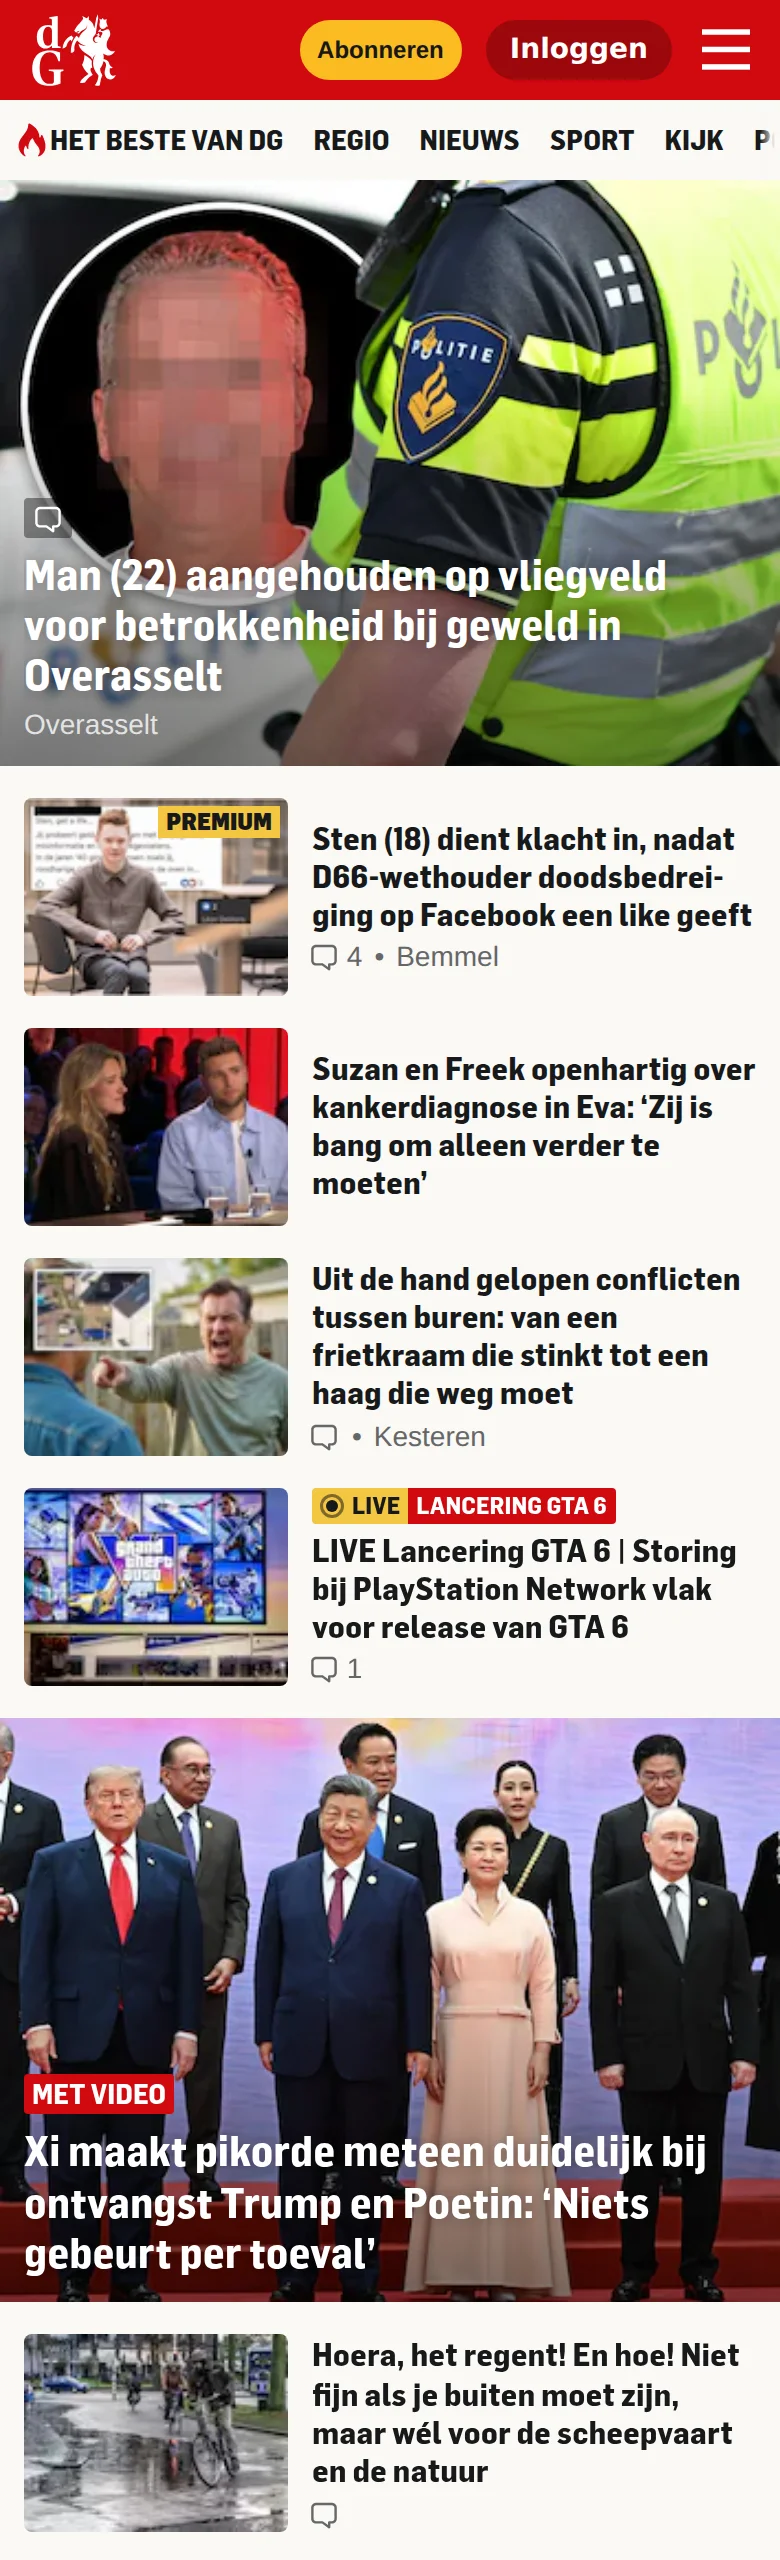 dG
Abonneren
Inloggen
HET BESTE VAN DG
REGIO
NIEUWS
SPORT
KIJK
POLITIE
Man (22) aangehouden op vliegveld
voor betrokkenheid bij geweld in
Overasselt
Overasselt
PREMIUM
Sten (18) dient klacht in, nadat
D66-wethouder doodsbedrei-
ging op Facebook een like geeft
4 • Bemmel
Suzan en Freek openhartig over
kankerdiagnose in Eva: ‘Zij is
bang om alleen verder te
moeten’
Uit de hand gelopen conflicten
tussen buren: van een
frietkraam die stinkt tot een
haag die weg moet
• Kesteren
grand
theft
auto
LIVE LANCERING GTA 6
LIVE Lancering GTA 6 | Storing
bij PlayStation Network vlak
voor release van GTA 6
1
MET VIDEO
Xi maakt pikorde meteen duidelijk bij
ontvangst Trump en Poetin: ‘Niets
gebeurt per toeval’
Hoera, het regent! En hoe! Niet
fijn als je buiten moet zijn,
maar wél voor de scheepvaart
en de natuur